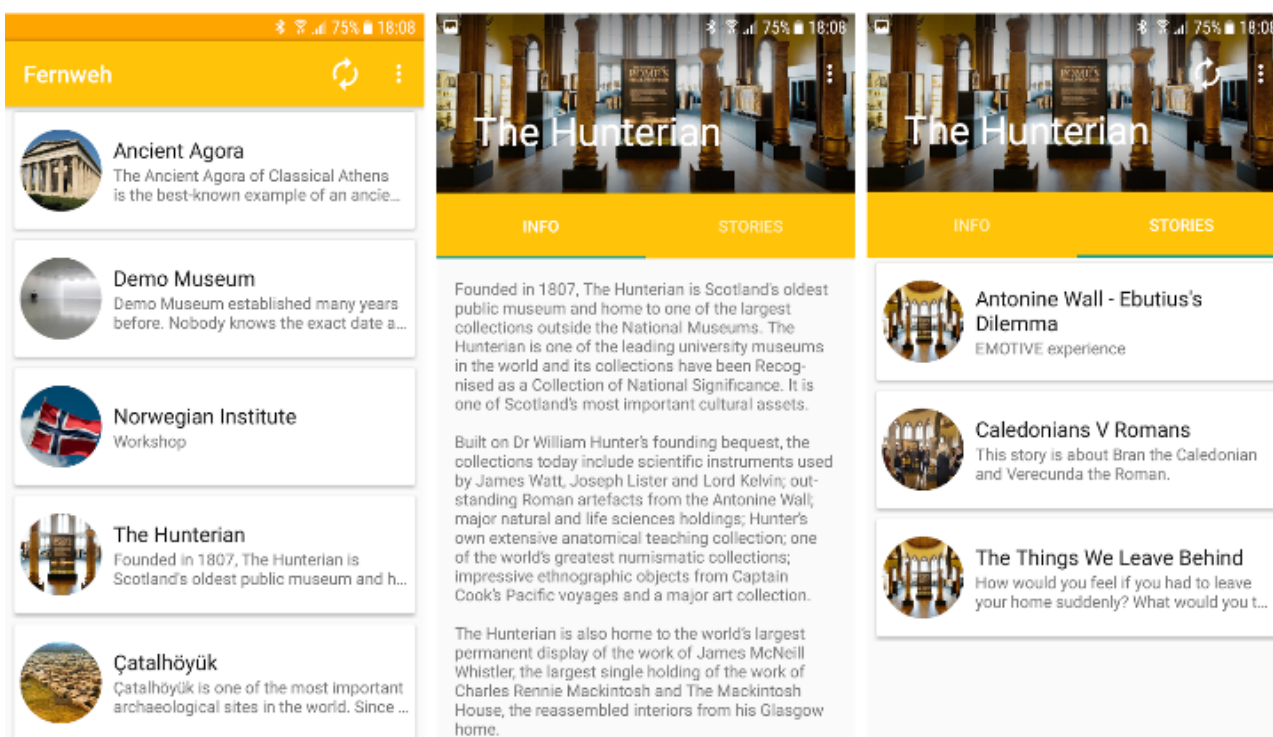 75% 18:08
Fernweh
Ancient Agora
The Ancient Agora of Classical Athens
is the best-known example of an ancie...
Demo Museum
Demo Museum established many years
before. Nobody knows the exact date a...
Norwegian Institute
Workshop
The Hunterian
Founded in 1807, The Hunterian is
Scotland's oldest public museum and h...
Çatalhöyük
Çatalhöyük is one of the most important
archaeological sites in the world. Since ...
75% 18:08
ROME'S
The Hunterian
INFO STORIES
Founded in 1807, The Hunterian is Scotland's oldest
public museum and home to one of the largest
collections outside the National Museums. The
Hunterian is one of the leading university museums
in the world and its collections have been Recog-
nised as a Collection of National Significance. It is
one of Scotland's most important cultural assets.
Built on Dr William Hunter's founding bequest, the
collections today include scientific instruments used
by James Watt, Joseph Lister and Lord Kelvin; out-
standing Roman artefacts from the Antonine Wall;
major natural and life sciences holdings; Hunter's
own extensive anatomical teaching collection; one
of the world's greatest numismatic collections;
impressive ethnographic objects from Captain
Cook's Pacific voyages and a major art collection.
The Hunterian is also home to the world's largest
permanent display of the work of James McNeill
Whistler, the largest single holding of the work of
Charles Rennie Mackintosh and The Mackintosh
House, the reassembled interiors from his Glasgow
home.
75% 18:08
ROME'S
The Hunterian
INFO STORIES
Antonine Wall - Ebutius's
Dilemma
EMOTIVE experience
Caledonians V Romans
This story is about Bran the Caledonian
and Verecunda the Roman.
The Things We Leave Behind
How would you feel if you had to leave
your home suddenly? What would you t...